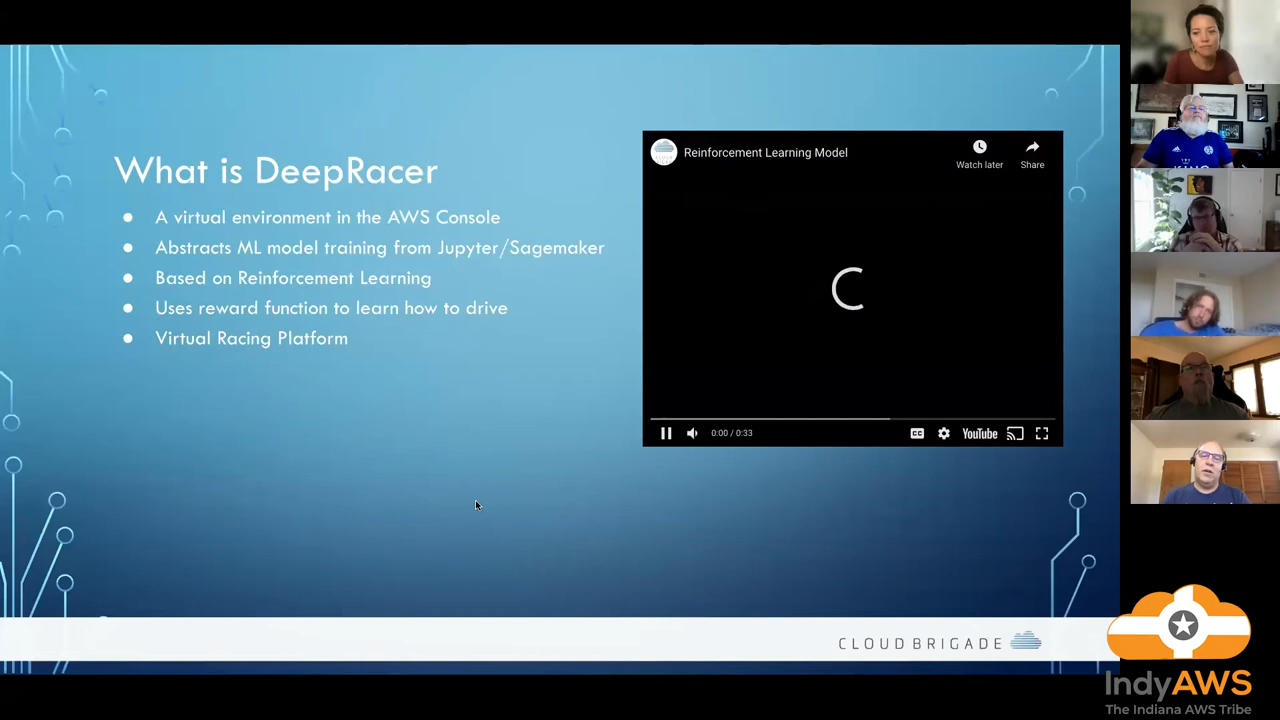 What is DeepRacer
● A virtual environment in the AWS Console
● Abstracts ML model training from Jupyter/Sagemaker
● Based on Reinforcement Learning
● Uses reward function to learn how to drive
● Virtual Racing Platform
Reinforcement Learning Model
Watch later
Share
0:00 / 0:33
CC
YouTube
CLOUD BRIGADE
IndyAWS
The Indiana AWS Tribe